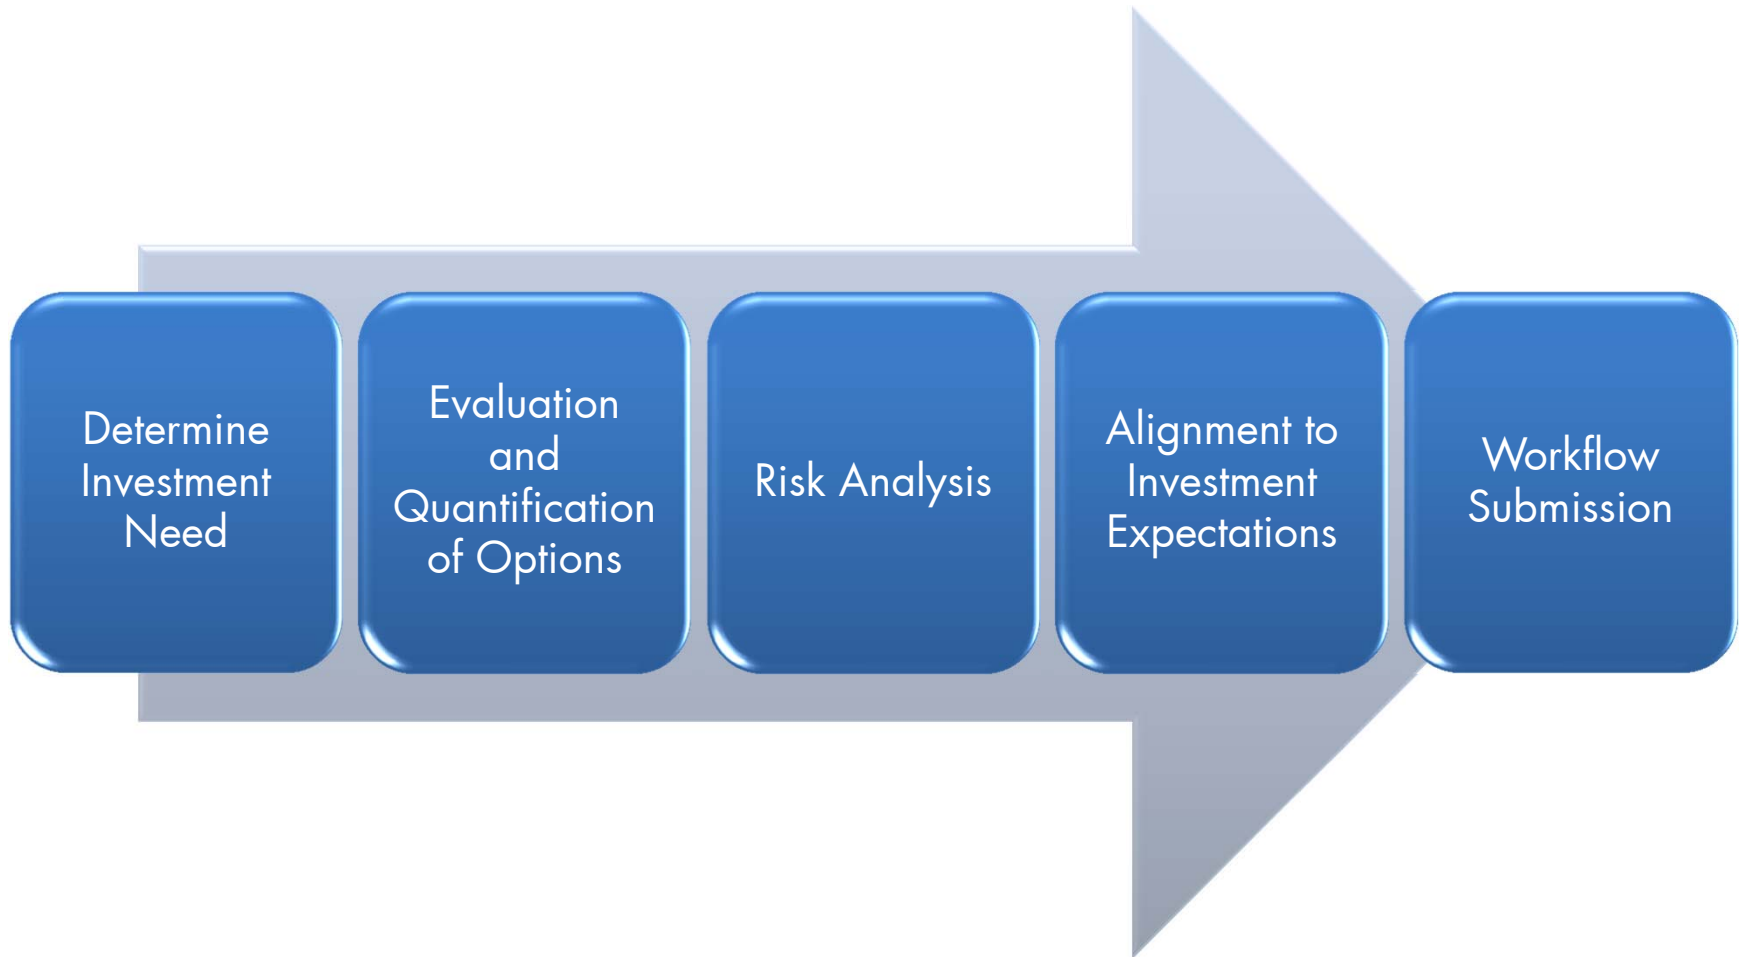 Determine
Investment
Need
Evaluation
and
Quantification
of Options
Risk Analysis
Alignment to
Investment
Expectations
Workflow
Submission